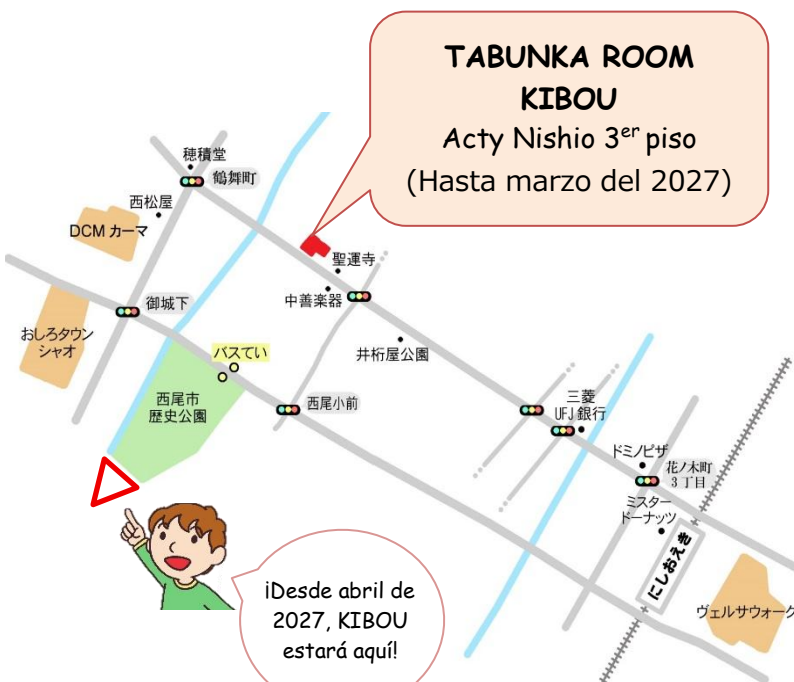 TABUNKA ROOM
KIBOU
Acty Nishio 3er piso
(Hasta marzo del 2027)
穂積堂
鶴舞町
西松屋
DCM カーマ
聖運寺
中善楽器
御城下
おしろタウン
シャオ
バスてい
井桁屋公園
西尾市
歴史公園
西尾小前
三菱
UFJ 銀行
ドミノピザ
花ノ木町
3丁目
ミスター
ドーナッツ
にしおえき
ヴェルサウォーク
¡Desde abril de
2027, KIBOU
estará aquí!